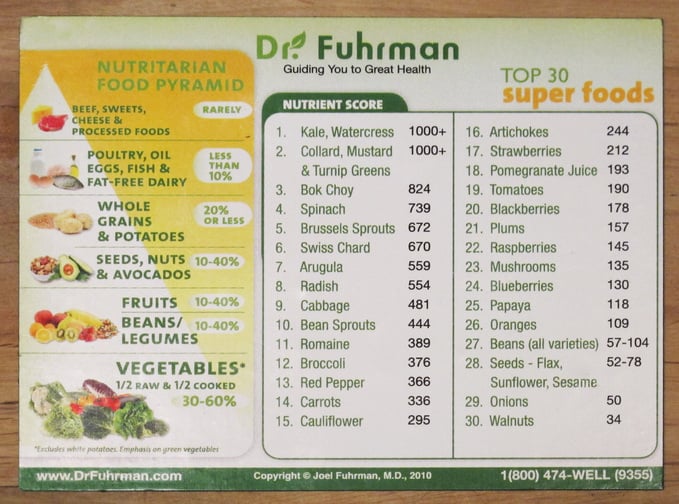 Dr. Fuhrman
Guiding You to Great Health
NUTRITARIAN
FOOD PYRAMID
BEEF, SWEETS,
CHEESE &
PROCESSED FOODS
RARELY
POULTRY, OIL
EGGS, FISH &
FAT-FREE DAIRY
LESS
THAN
10%
WHOLE
GRAINS
& POTATOES
20%
OR LESS
SEEDS, NUTS
& AVOCADOS
10-40%
FRUITS 10-40%
BEANS/
LEGUMES
10-40%
VEGETABLES*
1/2 RAW & 1/2 COOKED
30-60%
*Excludes white potatoes. Emphasis on green vegetables
TOP 30
super foods
NUTRIENT SCORE
1. Kale, Watercress 1000+
2. Collard, Mustard 1000+
& Turnip Greens
3. Bok Choy 824
4. Spinach 739
5. Brussels Sprouts 672
6. Swiss Chard 670
7. Arugula 559
8. Radish 554
9. Cabbage 481
10. Bean Sprouts 444
11. Romaine 389
12. Broccoli 376
13. Red Pepper 366
14. Carrots 336
15. Cauliflower 295
16. Artichokes 244
17. Strawberries 212
18. Pomegranate Juice 193
19. Tomatoes 190
20. Blackberries 178
21. Plums 157
22. Raspberries 145
23. Mushrooms 135
24. Blueberries 130
25. Papaya 118
26. Oranges 109
27. Beans (all varieties) 57-104
28. Seeds - Flax, 52-78
Sunflower, Sesame
29. Onions 50
30. Walnuts 34
www.DrFuhrman.com
Copyright © Joel Fuhrman, M.D., 2010
1(800) 474-WELL (9355)